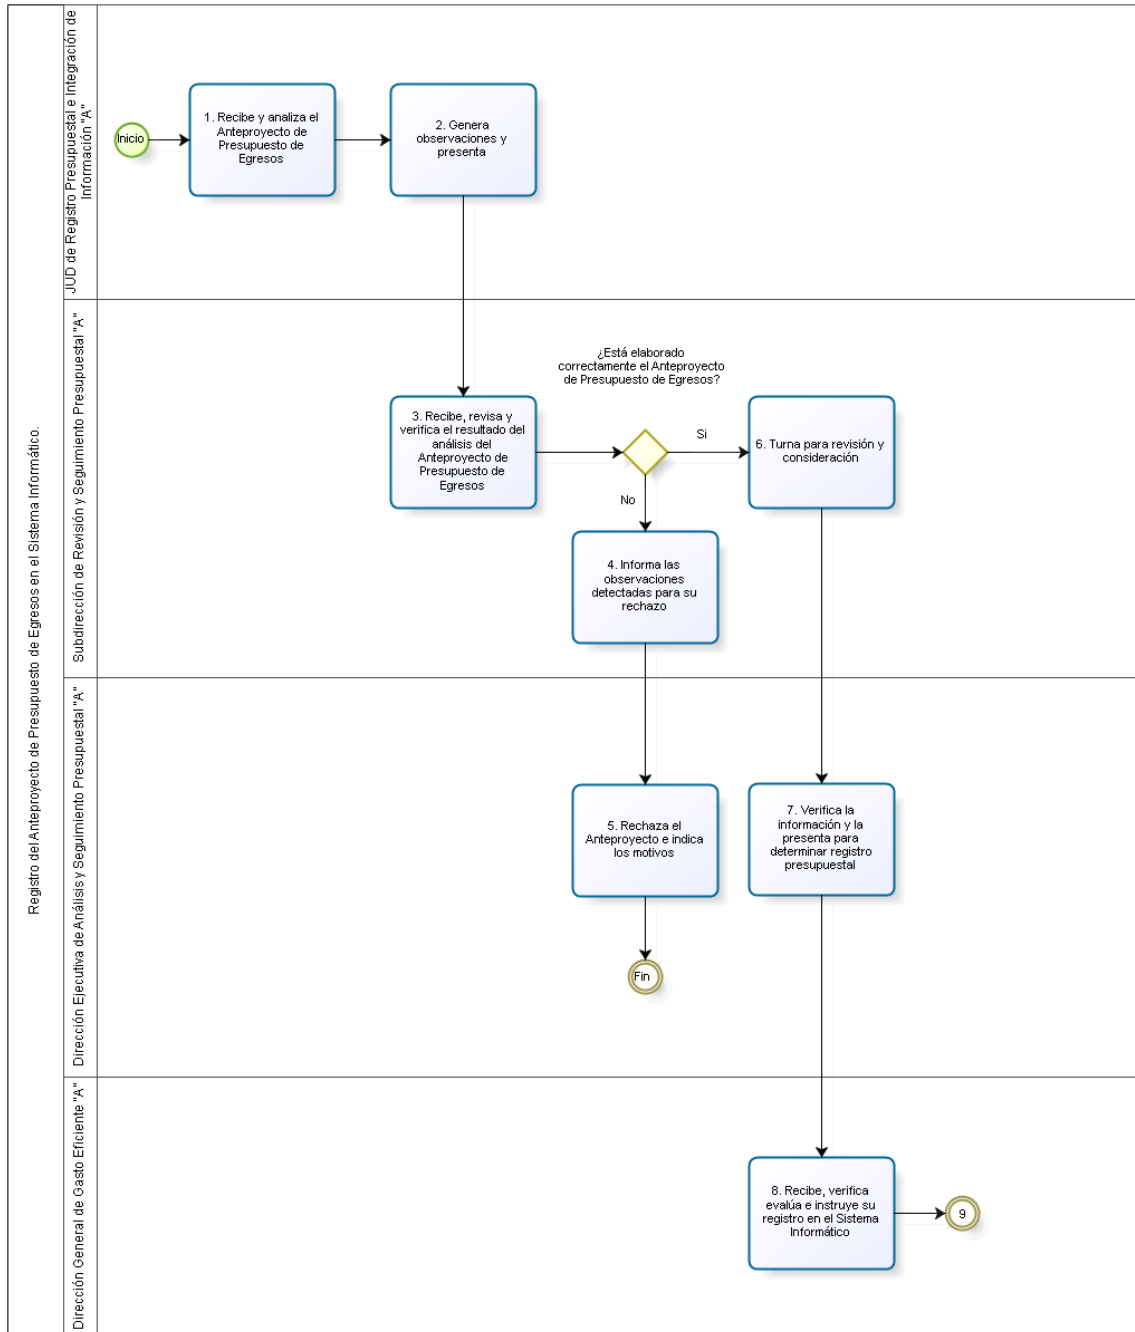 Registro del Anteproyecto de Presupuesto de Egresos en el Sistema Informático.
JUD de Registro Presupuestal e Integración de
Información "A"
Inicio
1. Recibe y analiza el
Anteproyecto de
Presupuesto de
Egresos
2. Genera
observaciones y
presenta
Subdirección de Revisión y Seguimiento Presupuestal "A"
3. Recibe, revisa y
verifica el resultado del
análisis del
Anteproyecto de
Presupuesto de
Egresos
¿Está elaborado
correctamente el Anteproyecto
de Presupuesto de Egresos?
Si
No
6. Turna para revisión y
consideración
4. Informa las
observaciones
detectadas para su
rechazo
Dirección Ejecutiva de Análisis y Seguimiento Presupuestal "A"
5. Rechaza el
Anteproyecto e indica
los motivos
Fin
7. Verifica la
información y la
presenta para
determinar registro
presupuestal
Dirección General de Gasto Eficiente "A"
8. Recibe, verifica
evalúa e instruye su
registro en el Sistema
Informático
9